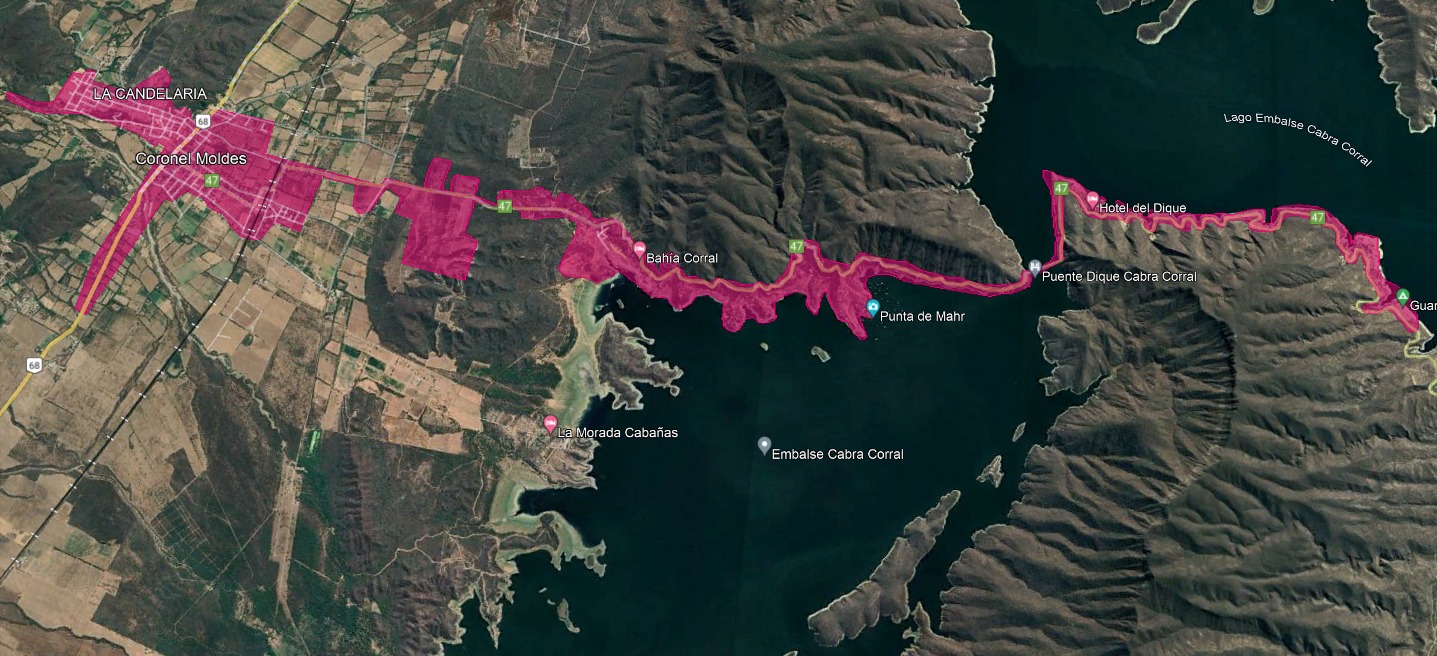 LA CANDELARIA
68
Coronel Moldes
47
47
68
Bahía Corral
47
Punta de Mahr
La Morada Cabañas
Embalse Cabra Corral
Puente Dique Cabra Corral
47
Hotel del Dique
47
Lago Embalse Cabra Corral
Guar